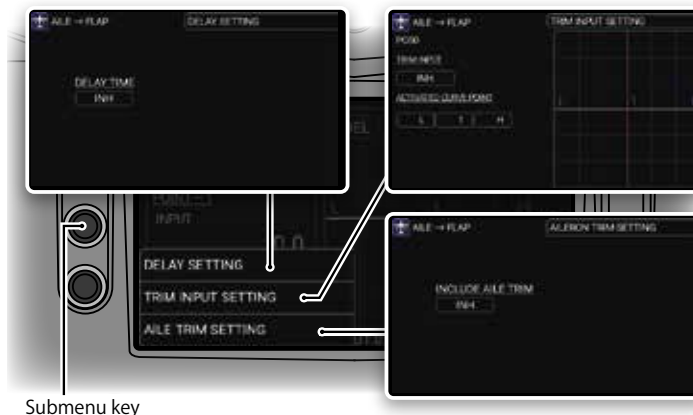 AILE → FLAP
DELAY SETTING
DELAY TIME
INH
AILE → FLAP
TRIM INPUT SETTING
POS0
TRIM INPUT
INH
ACTIVATED CURVE POINT
L 1 H
AILE → FLAP
AILERON TRIM SETTING
INCLUDE AILE TRIM
INH
INPUT
DELAY SETTING
TRIM INPUT SETTING
AILE TRIM SETTING
Submenu key